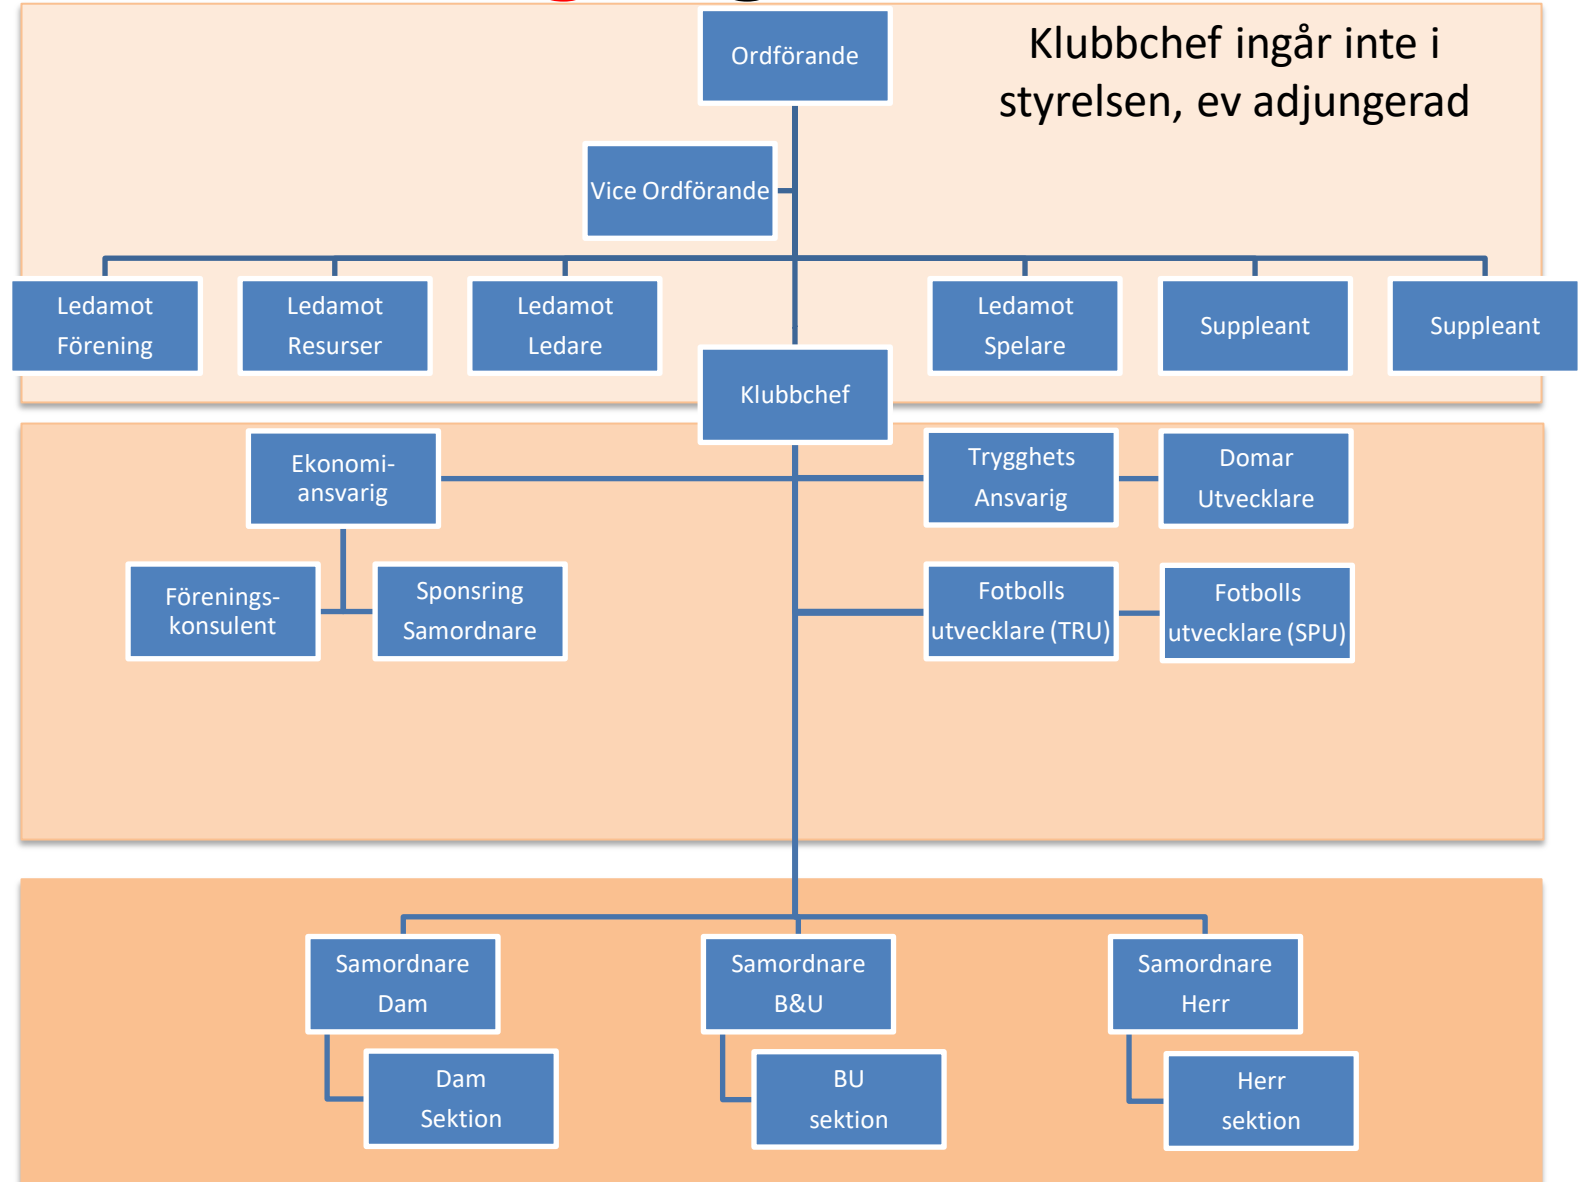 Ordförande
Klubbchef ingår inte i
styrelsen, ev adjungerad
Vice Ordförande
Ledamot
Förening
Ledamot
Resurser
Ledamot
Ledare
Ledamot
Spelare
Suppleant
Suppleant
Klubbchef
Ekonomi-
ansvarig
Trygghets
Ansvarig
Domar
Utvecklare
Förenings-
konsulent
Sponsring
Samordnare
Fotbolls
utvecklare (TRU)
Fotbolls
utvecklare (SPU)
Samordnare
Dam
Samordnare
B&U
Samordnare
Herr
Dam
Sektion
BU
sektion
Herr
sektion